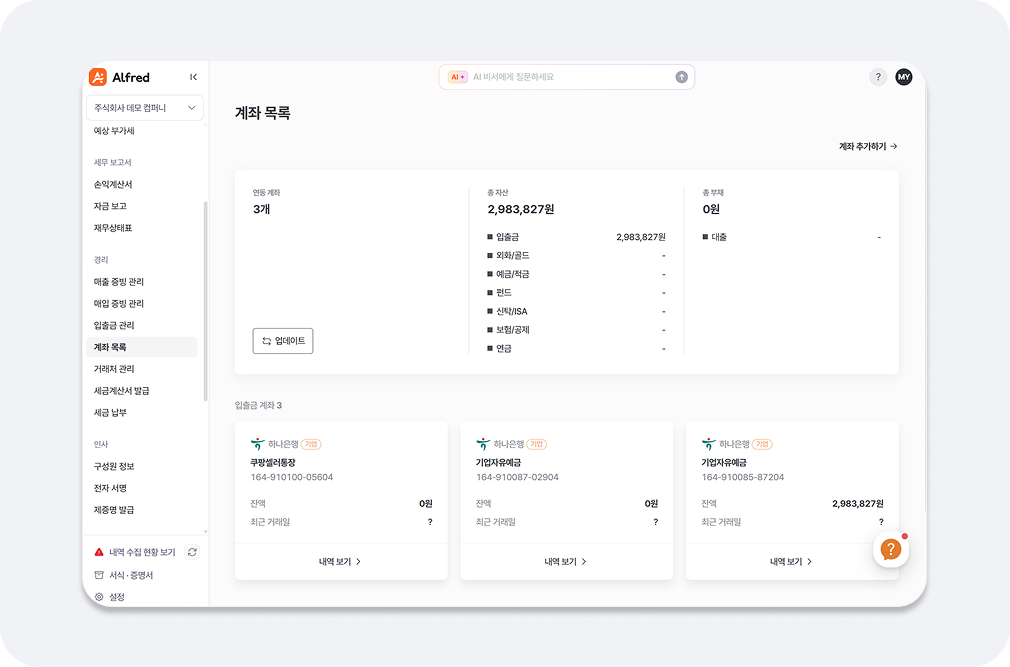 Alfred
AI
AI 비서에게 질문하세요
?
MY
주식회사 데모 컴퍼니
예상 부가세
세무 보고서
손익계산서
자금 보고
재무상태표
경리
매출 증빙 관리
매입 증빙 관리
입출금 관리
계좌 목록
거래처 관리
세금계산서 발급
세금 납부
인사
구성원 정보
전자 서명
제증명 발급
내역 수집 현황 보기
서식 · 증명서
설정
계좌 목록
계좌 추가하기 →
연동 계좌
3개
업데이트
총 자산
2,983,827원
입출금 2,983,827원
외화/골드 -
예금/적금 -
펀드 -
신탁/ISA -
보험/공제 -
연금 -
총 부채
0원
대출 -
입출금 계좌 3
하나은행 기업
쿠팡셀러통장
164-910100-05604
잔액 0원
최근 거래일 ?
내역 보기 >
하나은행 기업
기업자유예금
164-910087-02904
잔액 0원
최근 거래일 ?
내역 보기 >
하나은행 기업
기업자유예금
164-910085-87204
잔액 2,983,827원
최근 거래일 ?
내역 보기 >
?